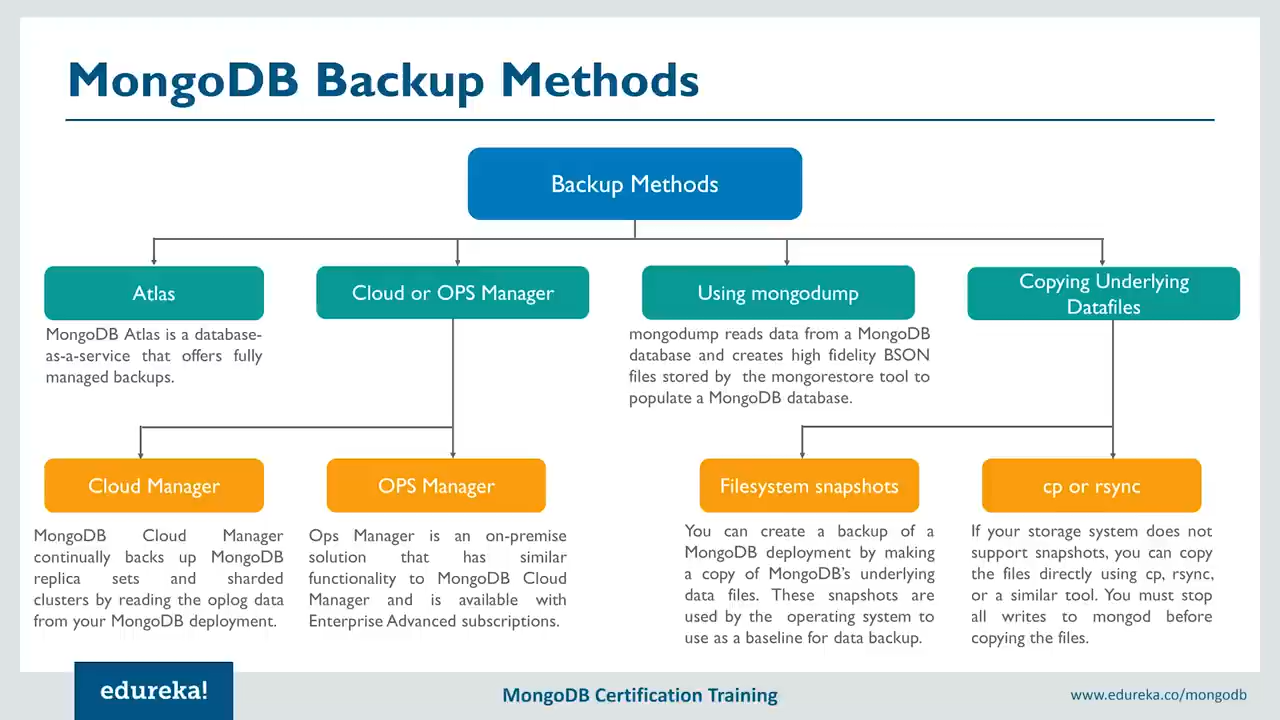 MongoDB Backup Methods
Backup Methods
Atlas
MongoDB Atlas is a database-
as-a-service that offers fully
managed backups.
Cloud or OPS Manager
Using mongodump
mongodump reads data from a MongoDB
database and creates high fidelity BSON
files stored by the mongorestore tool to
populate a MongoDB database.
Copying Underlying
Datafiles
Cloud Manager
MongoDB Cloud Manager
continually backs up MongoDB
replica sets and sharded
clusters by reading the oplog data
from your MongoDB deployment.
OPS Manager
Ops Manager is an on-premise
solution that has similar
functionality to MongoDB Cloud
Manager and is available with
Enterprise Advanced subscriptions.
Filesystem snapshots
You can create a backup of a
MongoDB deployment by making
a copy of MongoDB's underlying
data files. These snapshots are
used by the operating system to
use as a baseline for data backup.
cp or rsync
If your storage system does not
support snapshots, you can copy
the files directly using cp, rsync,
or a similar tool. You must stop
all writes to mongod before
copying the files.
edureka!
MongoDB Certification Training
www.edureka.co/mongodb